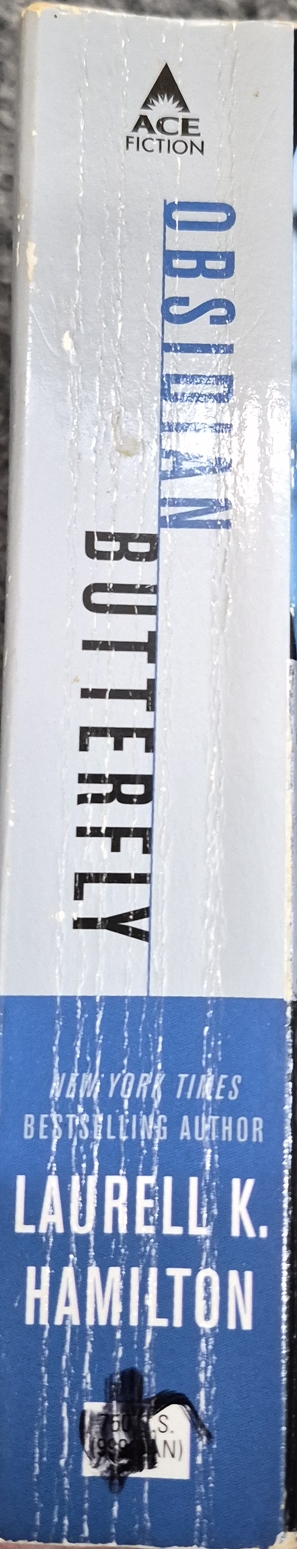 ACE
FICTION
OBSIDIAN
BUTTERFLY
NEW YORK TIMES
BESTSELLING AUTHOR
LAURELL K.
HAMILTON